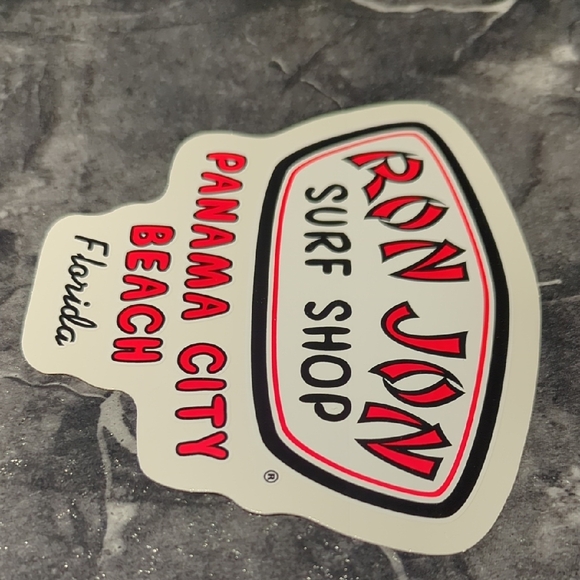 RON JON
SURF SHOP
®
PANAMA CITY
BEACH
Florida